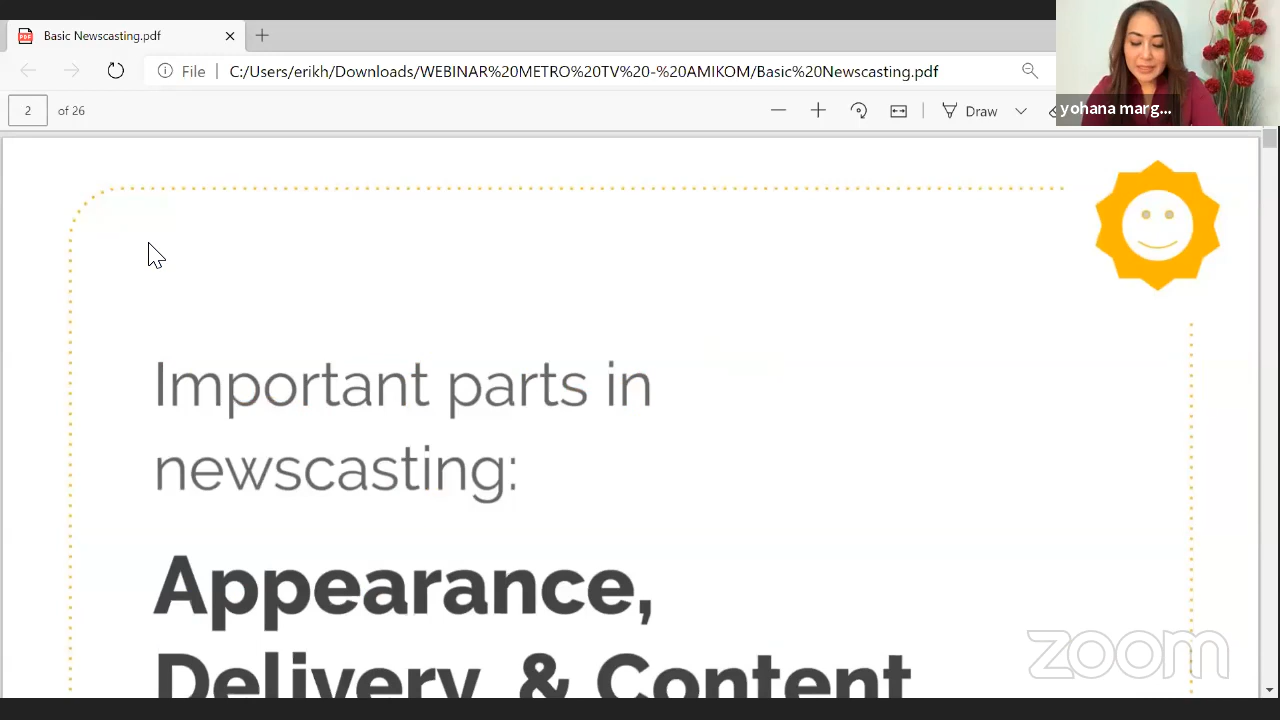 Basic Newscasting.pdf
File
C:/Users/erikh/Downloads/WEBINAR%20METRO%20TV%20-%20AMIKOM/Basic%20Newscasting.pdf
yohana marg...
2 of 26
Draw
Important parts in
newscasting:
Appearance,
Delivery, & Content
zoom